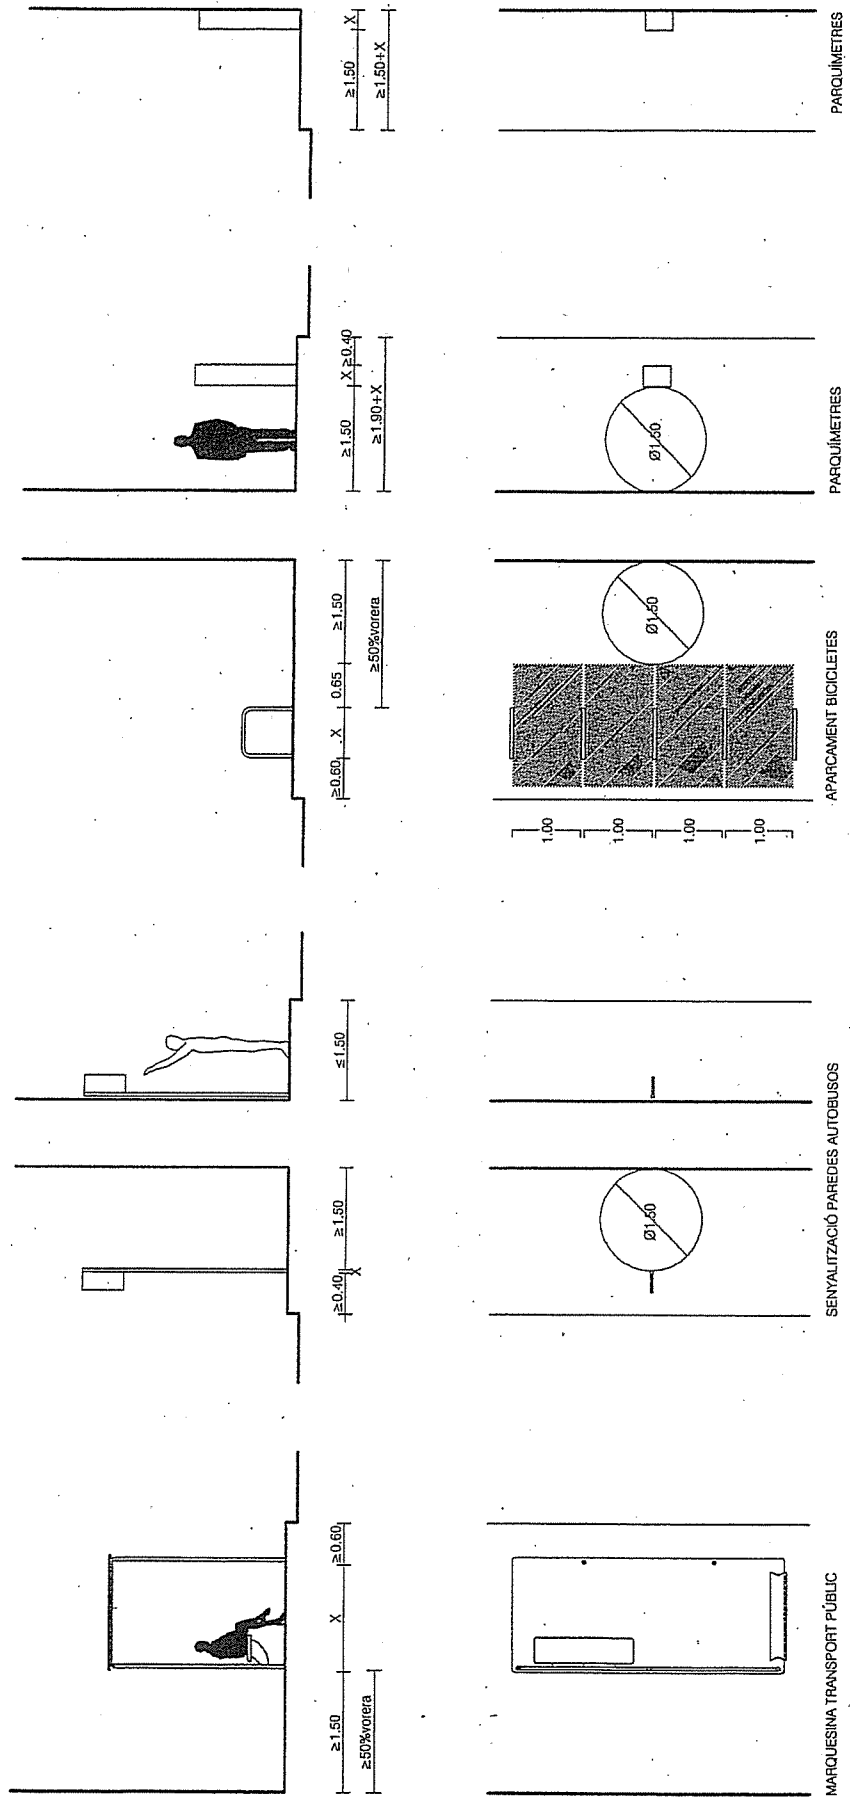 ≥1.50
X
≥0.60
≥50%vorera
MARQUESINA TRANSPORT PÚBLIC
≥0.40
X
≥1.50
Ø1.50
≤1.50
SENYALITZACIÓ PAREDES AUTOBUSOS
≥0.60
X
0.65
≥1.50
≥50%vorera
1.00
1.00
1.00
1.00
Ø1.50
APARCAMENT BICICLETES
≥1.50
X
≥0.40
≥1.90+X
Ø1.50
PARQUÍMETRES
≥1.50
X
≥1.50+X
PARQUÍMETRES